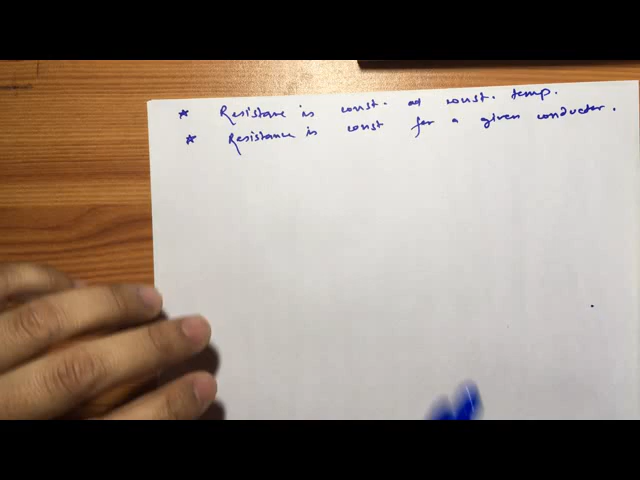 * Resistance is const. at const. temp.
* Resistance is const for a given conductor.